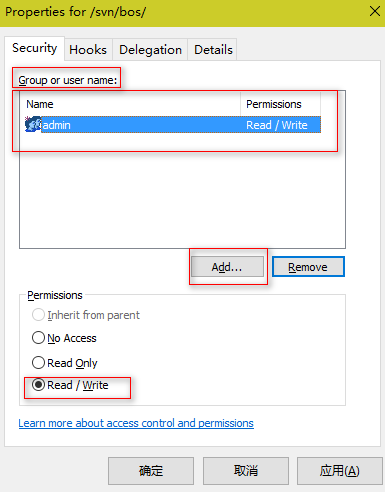 Properties for /svn/bos/
Security Hooks Delegation Details
Group or user name:
Name Permissions
admin Read / Write
Add... Remove
Permissions
Inherit from parent
No Access
Read Only
Read / Write
Learn more about access control and permissions
确定 取消 应用(A)